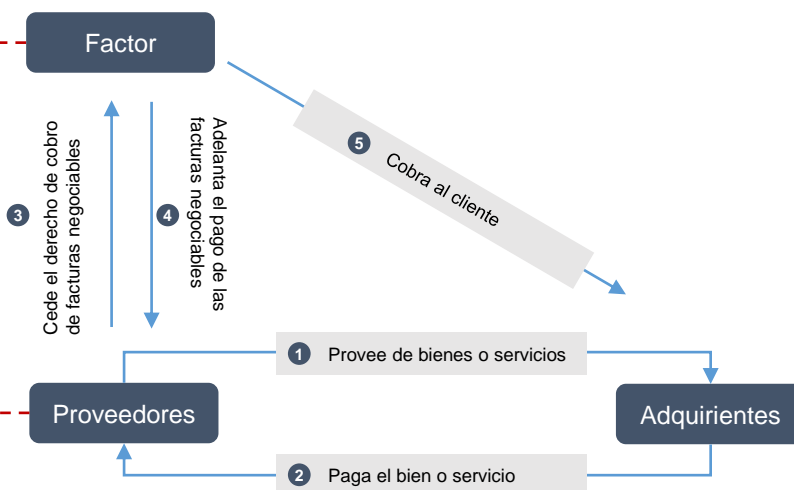 Factor
5 Cobra al cliente
3 Cede el derecho de cobro
de facturas negociables
4 Adelanta el pago de las
facturas negociables
1 Provee de bienes o servicios
Proveedores
Adquirientes
2 Paga el bien o servicio